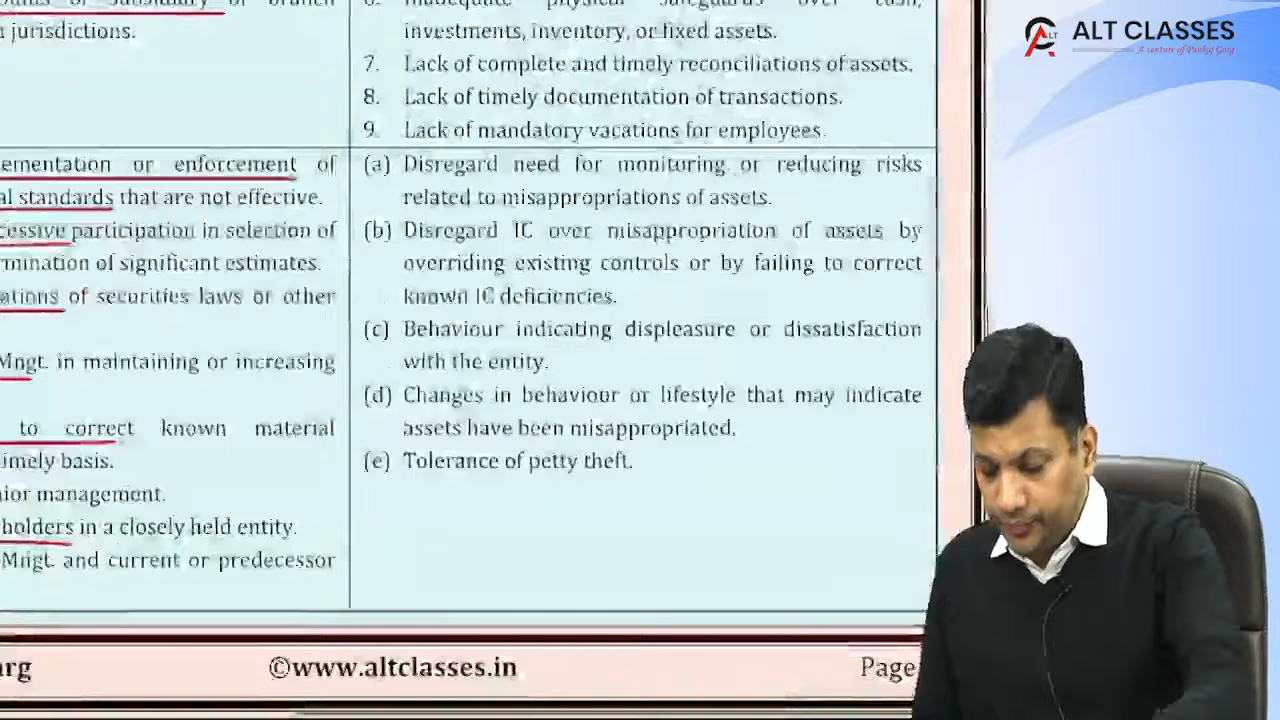 jurisdictions.
ementation or enforcement of
al standards that are not effective.
cessive participation in selection of
rmination of significant estimates.
ations of securities laws or other
Mngt. in maintaining or increasing
to correct known material
imely basis.
ior management.
holders in a closely held entity.
Mngt. and current or predecessor
investments, inventory, or fixed assets.
7. Lack of complete and timely reconciliations of assets.
8. Lack of timely documentation of transactions.
9. Lack of mandatory vacations for employees.
(a) Disregard need for monitoring or reducing risks
related to misappropriations of assets.
(b) Disregard IC over misappropriation of assets by
overriding existing controls or by failing to correct
known IC deficiencies.
(c) Behaviour indicating displeasure or dissatisfaction
with the entity.
(d) Changes in behaviour or lifestyle that may indicate
assets have been misappropriated.
(e) Tolerance of petty theft.
arg ©www.altclasses.in Page
ALT
ALT CLASSES
A venture of Pankaj Garg